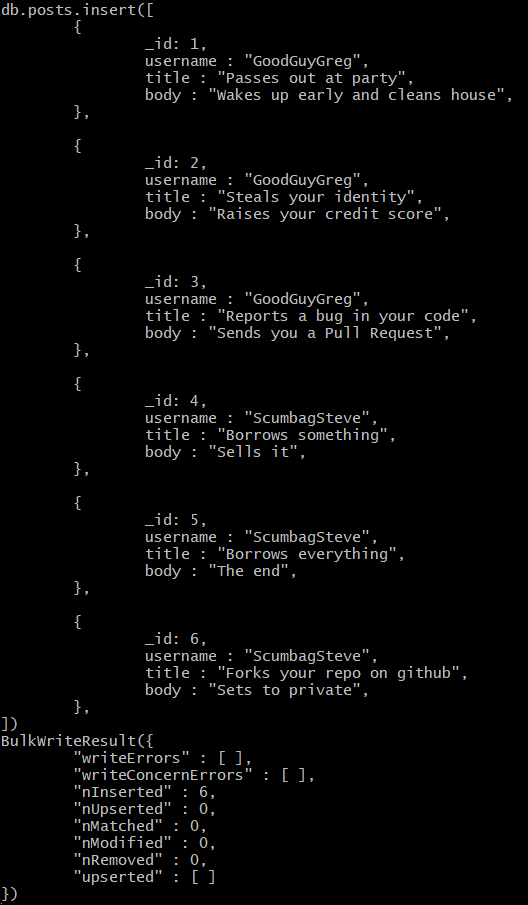 db.posts.insert([
        {
                _id: 1,
                username : "GoodGuyGreg",
                title : "Passes out at party",
                body : "Wakes up early and cleans house",
        },
        {
                _id: 2,
                username : "GoodGuyGreg",
                title : "Steals your identity",
                body : "Raises your credit score",
        },
        {
                _id: 3,
                username : "GoodGuyGreg",
                title : "Reports a bug in your code",
                body : "Sends you a Pull Request",
        },
        {
                _id: 4,
                username : "ScumbagSteve",
                title : "Borrows something",
                body : "Sells it",
        },
        {
                _id: 5,
                username : "ScumbagSteve",
                title : "Borrows everything",
                body : "The end",
        },
        {
                _id: 6,
                username : "ScumbagSteve",
                title : "Forks your repo on github",
                body : "Sets to private",
        },
])
BulkWriteResult({
        "writeErrors" : [ ],
        "writeConcernErrors" : [ ],
        "nInserted" : 6,
        "nUpserted" : 0,
        "nMatched" : 0,
        "nModified" : 0,
        "nRemoved" : 0,
        "upserted" : [ ]
})